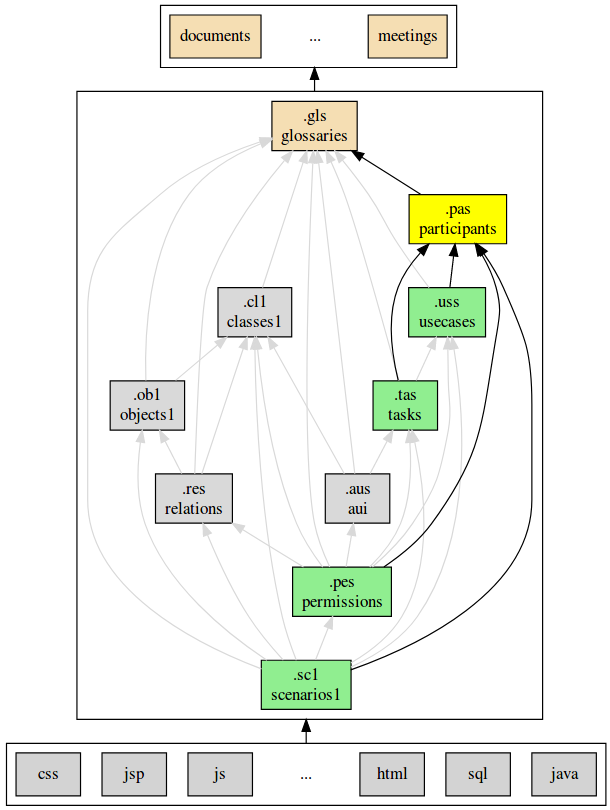 documents
...
meetings
.gls
glossaries
.pas
participants
.cl1
classes1
.uss
usecases
.ob1
objects1
.tas
tasks
.res
relations
.aus
aui
.pes
permissions
.sc1
scenarios1
css
jsp
js
...
html
sql
java